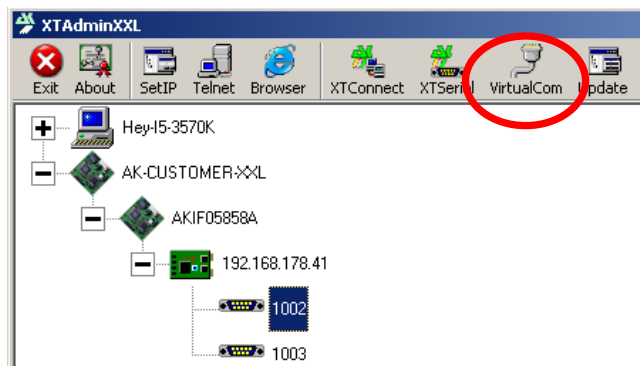 XTAdminXXL
Exit About SetIP Telnet Browser XTConnect XTSerial VirtualCom Update
Hey-I5-3570K
AK-CUSTOMER-XXL
AKIF05858A
192.168.178.41
1002
1003